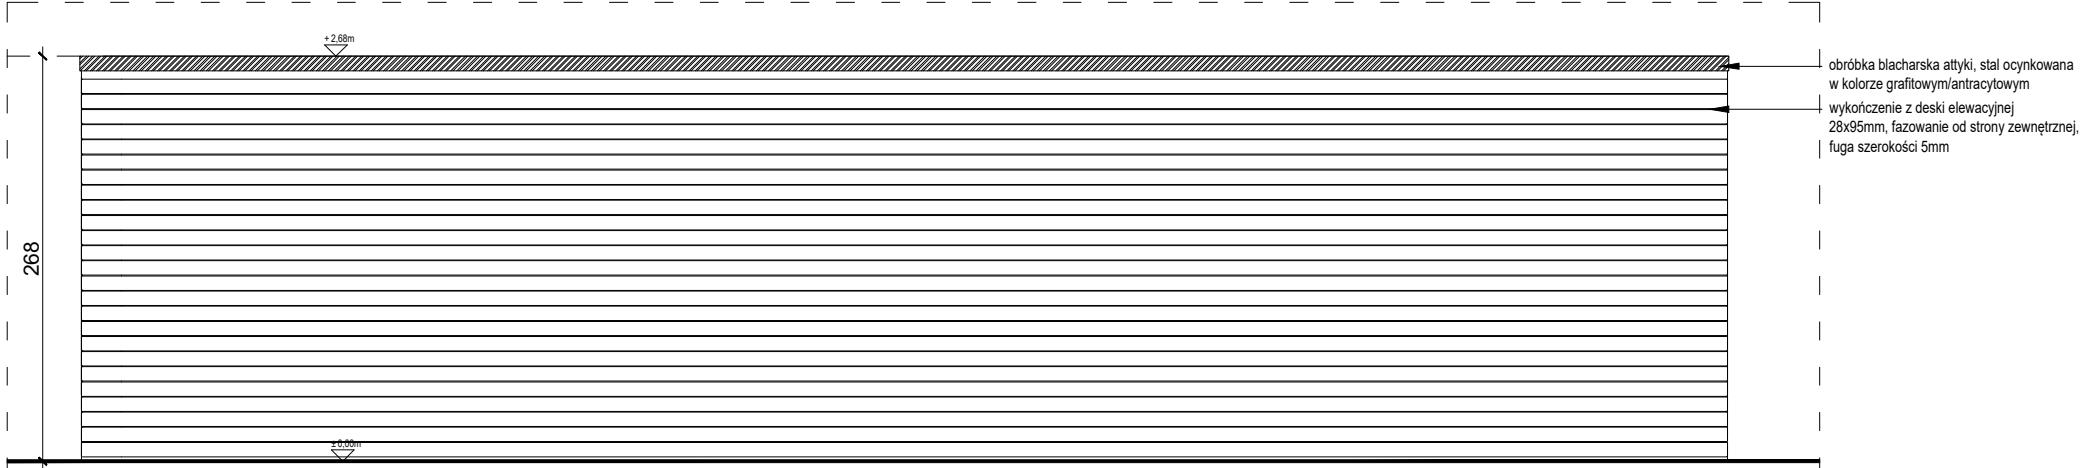 + 2,68m
obróbka blacharska attyki, stal ocynkowana
w kolorze grafitowym/antracytowym
wykończenie z deski elewacyjnej
28x95mm, fazowanie od strony zewnętrznej,
fuga szerokości 5mm
268
± 0,00m